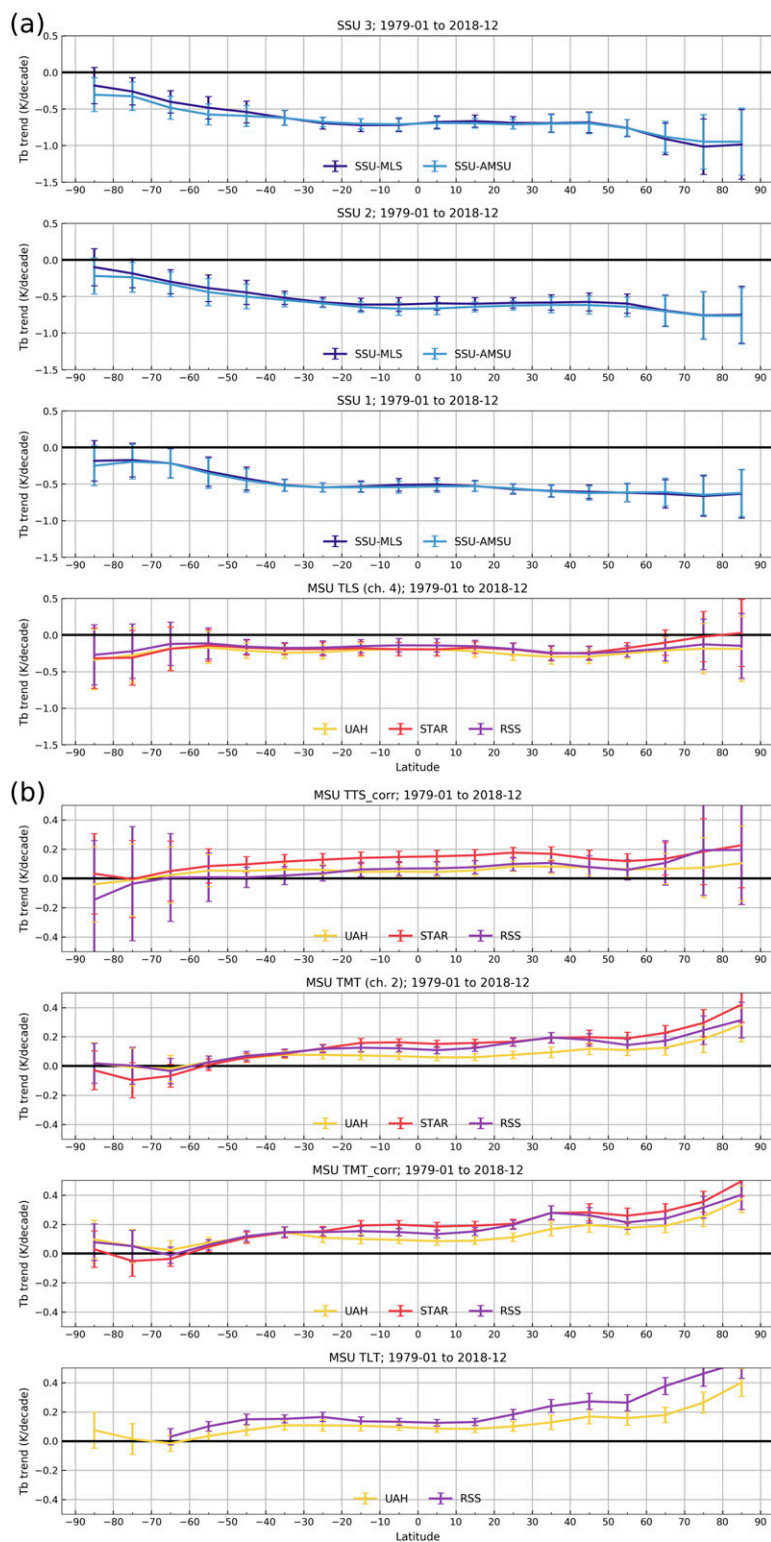 (a)
SSU 3; 1979-01 to 2018-12
Tb trend (K/decade)
0.5
0.0
−0.5
−1.0
−1.5
SSU-MLS SSU-AMSU
−90 −80 −70 −60 −50 −40 −30 −20 −10 0 10 20 30 40 50 60 70 80 90
SSU 2; 1979-01 to 2018-12
Tb trend (K/decade)
0.5
0.0
−0.5
−1.0
−1.5
SSU-MLS SSU-AMSU
−90 −80 −70 −60 −50 −40 −30 −20 −10 0 10 20 30 40 50 60 70 80 90
SSU 1; 1979-01 to 2018-12
Tb trend (K/decade)
0.5
0.0
−0.5
−1.0
−1.5
SSU-MLS SSU-AMSU
−90 −80 −70 −60 −50 −40 −30 −20 −10 0 10 20 30 40 50 60 70 80 90
MSU TLS (ch. 4); 1979-01 to 2018-12
Tb trend (K/decade)
0.5
0.0
−0.5
−1.0
−1.5
UAH STAR RSS
−90 −80 −70 −60 −50 −40 −30 −20 −10 0 10 20 30 40 50 60 70 80 90
Latitude
(b)
MSU TTS_corr; 1979-01 to 2018-12
Tb trend (K/decade)
0.4
0.2
0.0
−0.2
−0.4
UAH STAR RSS
−90 −80 −70 −60 −50 −40 −30 −20 −10 0 10 20 30 40 50 60 70 80 90
MSU TMT (ch. 2); 1979-01 to 2018-12
Tb trend (K/decade)
0.4
0.2
0.0
−0.2
−0.4
UAH STAR RSS
−90 −80 −70 −60 −50 −40 −30 −20 −10 0 10 20 30 40 50 60 70 80 90
MSU TMT_corr; 1979-01 to 2018-12
Tb trend (K/decade)
0.4
0.2
0.0
−0.2
−0.4
UAH STAR RSS
−90 −80 −70 −60 −50 −40 −30 −20 −10 0 10 20 30 40 50 60 70 80 90
MSU TLT; 1979-01 to 2018-12
Tb trend (K/decade)
0.4
0.2
0.0
−0.2
−0.4
UAH RSS
−90 −80 −70 −60 −50 −40 −30 −20 −10 0 10 20 30 40 50 60 70 80 90
Latitude